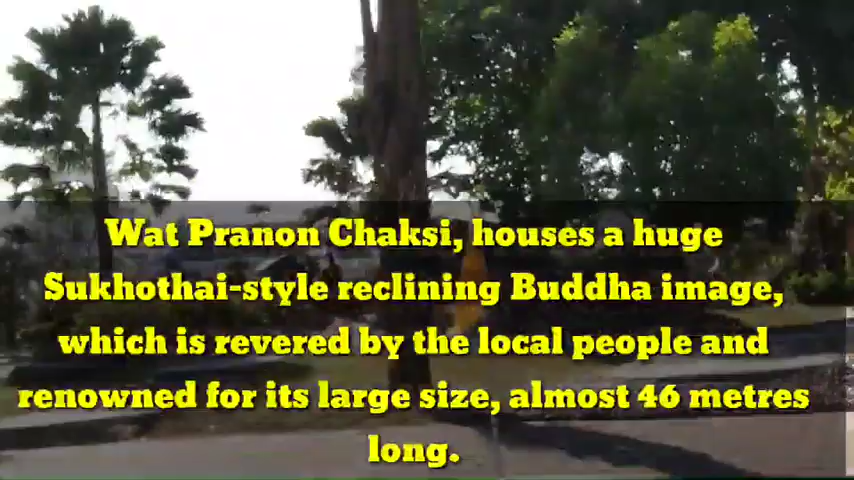 Wat Pranon Chaksi, houses a huge
Sukhothai-style reclining Buddha image,
which is revered by the local people and
renowned for its large size, almost 46 metres
long.